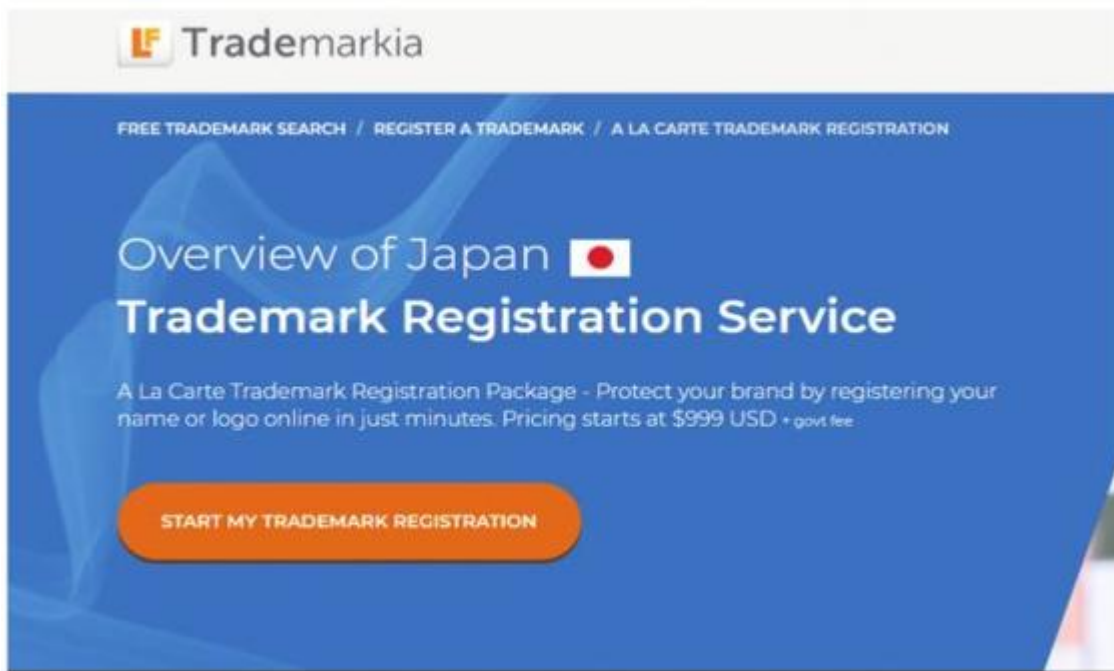 LF Trademarkia
FREE TRADEMARK SEARCH / REGISTER A TRADEMARK / A LA CARTE TRADEMARK REGISTRATION
Overview of Japan
Trademark Registration Service
A La Carte Trademark Registration Package - Protect your brand by registering your
name or logo online in just minutes. Pricing starts at $999 USD + govt fee
START MY TRADEMARK REGISTRATION